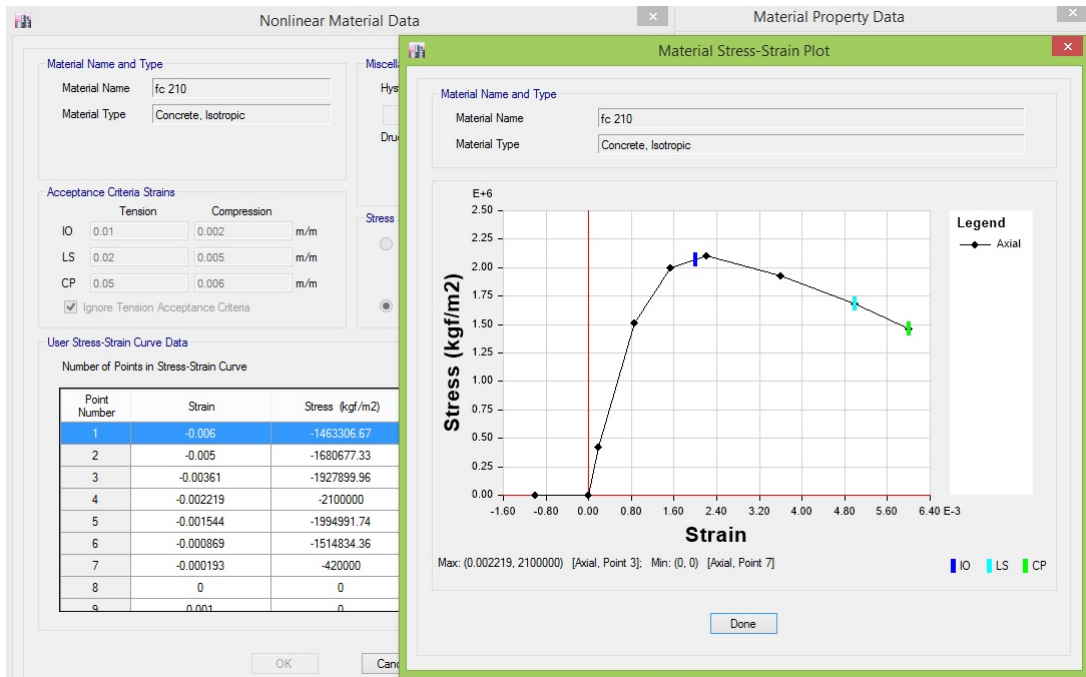 Nonlinear Material Data
Material Name and Type
Material Name fc 210
Material Type Concrete, Isotropic
Acceptance Criteria Strains
Tension Compression
IO 0.01 0.002 m/m
LS 0.02 0.005 m/m
CP 0.05 0.006 m/m
Ignore Tension Acceptance Criteria
User Stress-Strain Curve Data
Number of Points in Stress-Strain Curve
Point Number Strain Stress (kgf/m2)
1 -0.006 -1463306.67
2 -0.005 -1680677.33
3 -0.00361 -1927899.96
4 -0.002219 -2100000
5 -0.001544 -1994991.74
6 -0.000869 -1514834.36
7 -0.000193 -420000
8 0 0
9 0.001 0
OK
Material Property Data
Stress
Material Stress-Strain Plot
Material Name and Type
Material Name fc 210
Material Type Concrete, Isotropic
E+6
2.50
2.25
2.00
1.75
1.50
1.25
1.00
0.75
0.50
0.25
0.00
Stress (kgf/m2)
-1.60 -0.80 0.00 0.80 1.60 2.40 3.20 4.00 4.80 5.60 6.40 E-3
Strain
Legend
Axial
Max: (0.002219, 2100000) [Axial, Point 3]; Min: (0, 0) [Axial, Point 7]
IO LS CP
Done